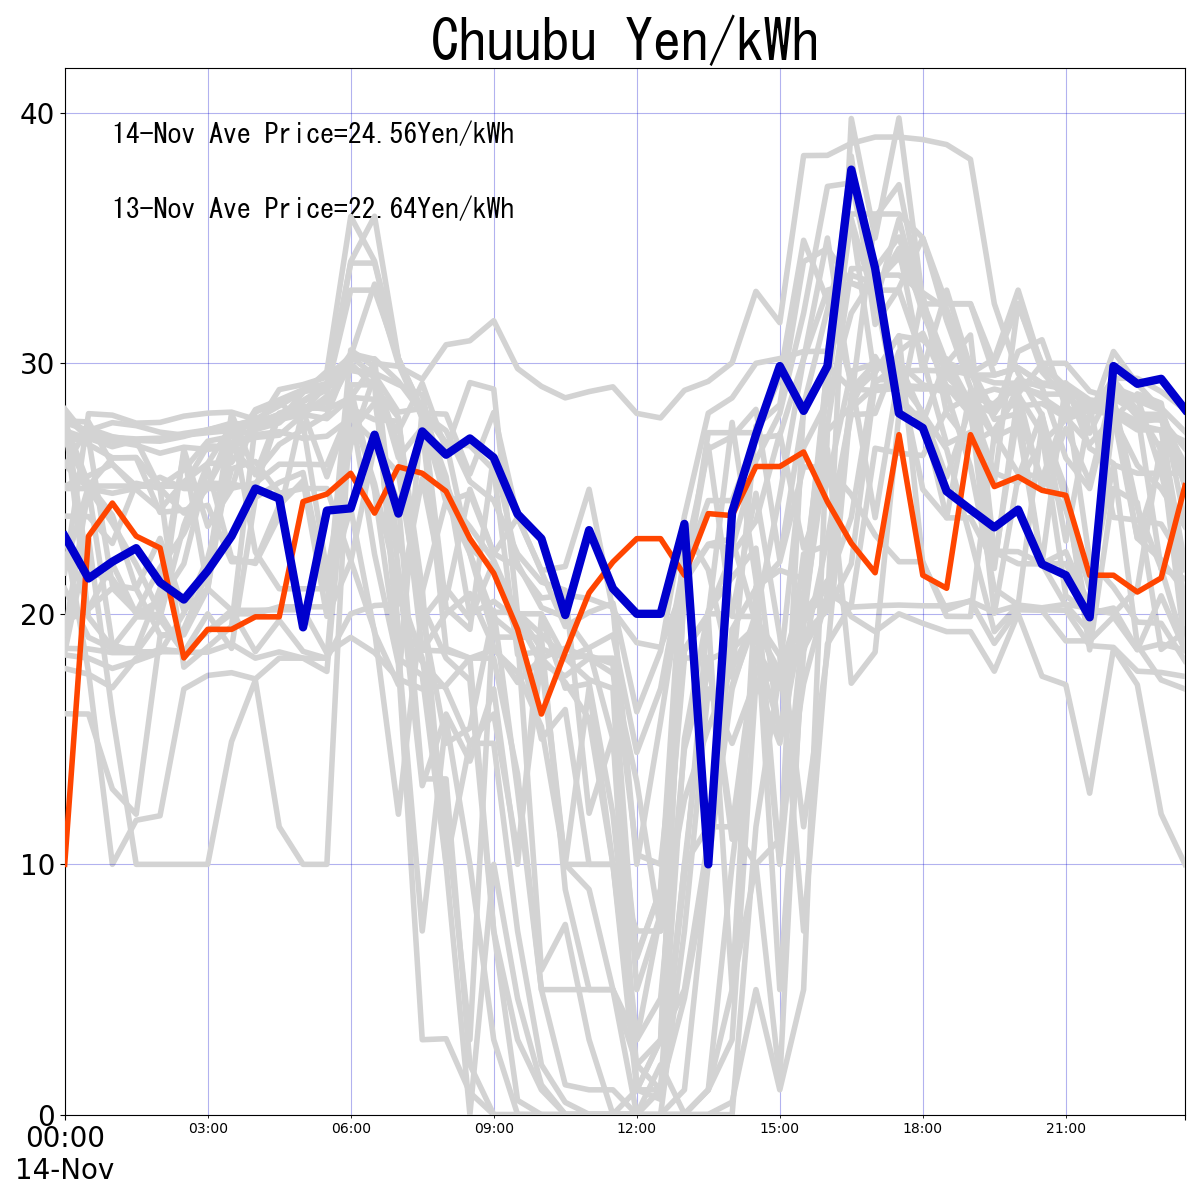 Chuubu Yen/kWh
14-Nov Ave Price=24.56Yen/kWh
13-Nov Ave Price=22.64Yen/kWh
40
30
20
10
0
00:00 03:00 06:00 09:00 12:00 15:00 18:00 21:00
14-Nov